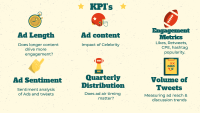 KPI's
Ad Length
Does longer content
drive more
engagement?
Ad content
Impact of Celebrity
Engagement
Metrics
Likes, Retweets,
CPE, hashtag
popularity,
Ad Sentiment
Sentiment analysis
of Ads and tweets
Quarterly
Distribution
Does ad air timing
matter?
Volume of
Tweets
Measuring ad reach &
discussion trends